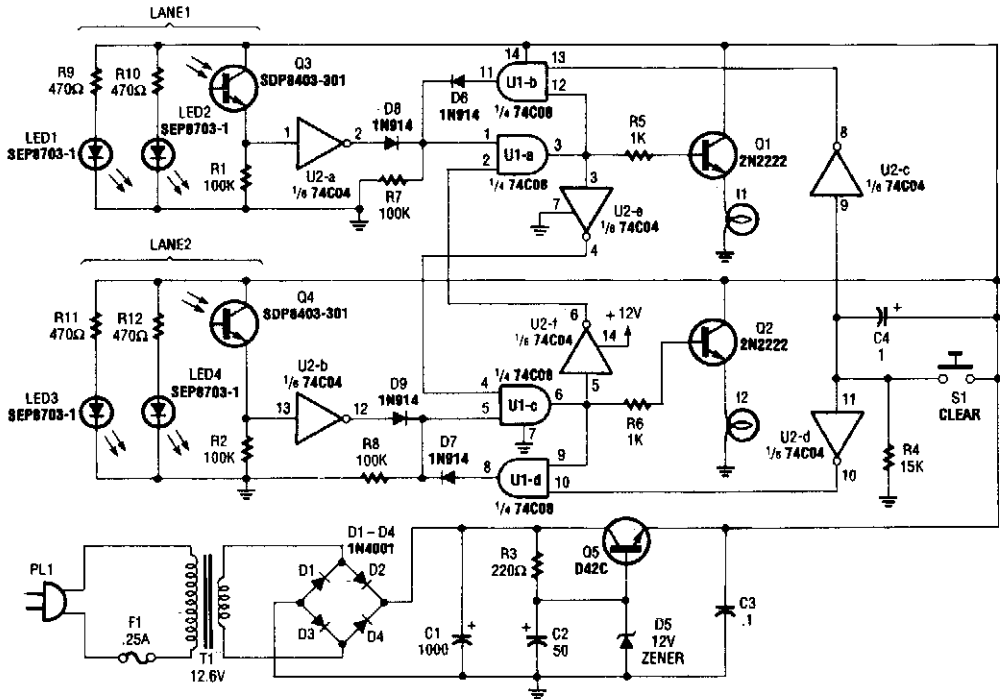 LANE1
R9
470Ω
R10
470Ω
Q3
SDP8403-301
LED1
SEP8703-1
LED2
SEP8703-1
R1
100K
1
2
U2-a
1/6 74C04
D8
1N914
R7
100K
D6
1N914
11
14
U1-b
13
12
1/4 74C08
1
2
U1-a
3
1/4 74C08
R5
1K
Q1
2N2222
I1
8
U2-c
1/6 74C04
9
3
7
U2-e
1/6 74C04
4
LANE2
R11
470Ω
R12
470Ω
Q4
SDP8403-301
LED3
SEP8703-1
LED4
SEP8703-1
R2
100K
13
12
U2-b
1/6 74C04
D9
1N914
R8
100K
D7
1N914
6
U2-f
1/6 74C04
14
+12V
5
1/4 74C08
4
5
U1-c
6
7
R6
1K
Q2
2N2222
I2
8
U1-d
9
10
1/4 74C08
C4
1
+
S1
CLEAR
11
U2-d
1/6 74C04
10
R4
15K
PL1
F1
.25A
T1
12.6V
D1–D4
1N4001
D1
D2
D3
D4
C1
1000
+
R3
220Ω
C2
50
+
Q5
D42C
D5
12V
ZENER
C3
.1